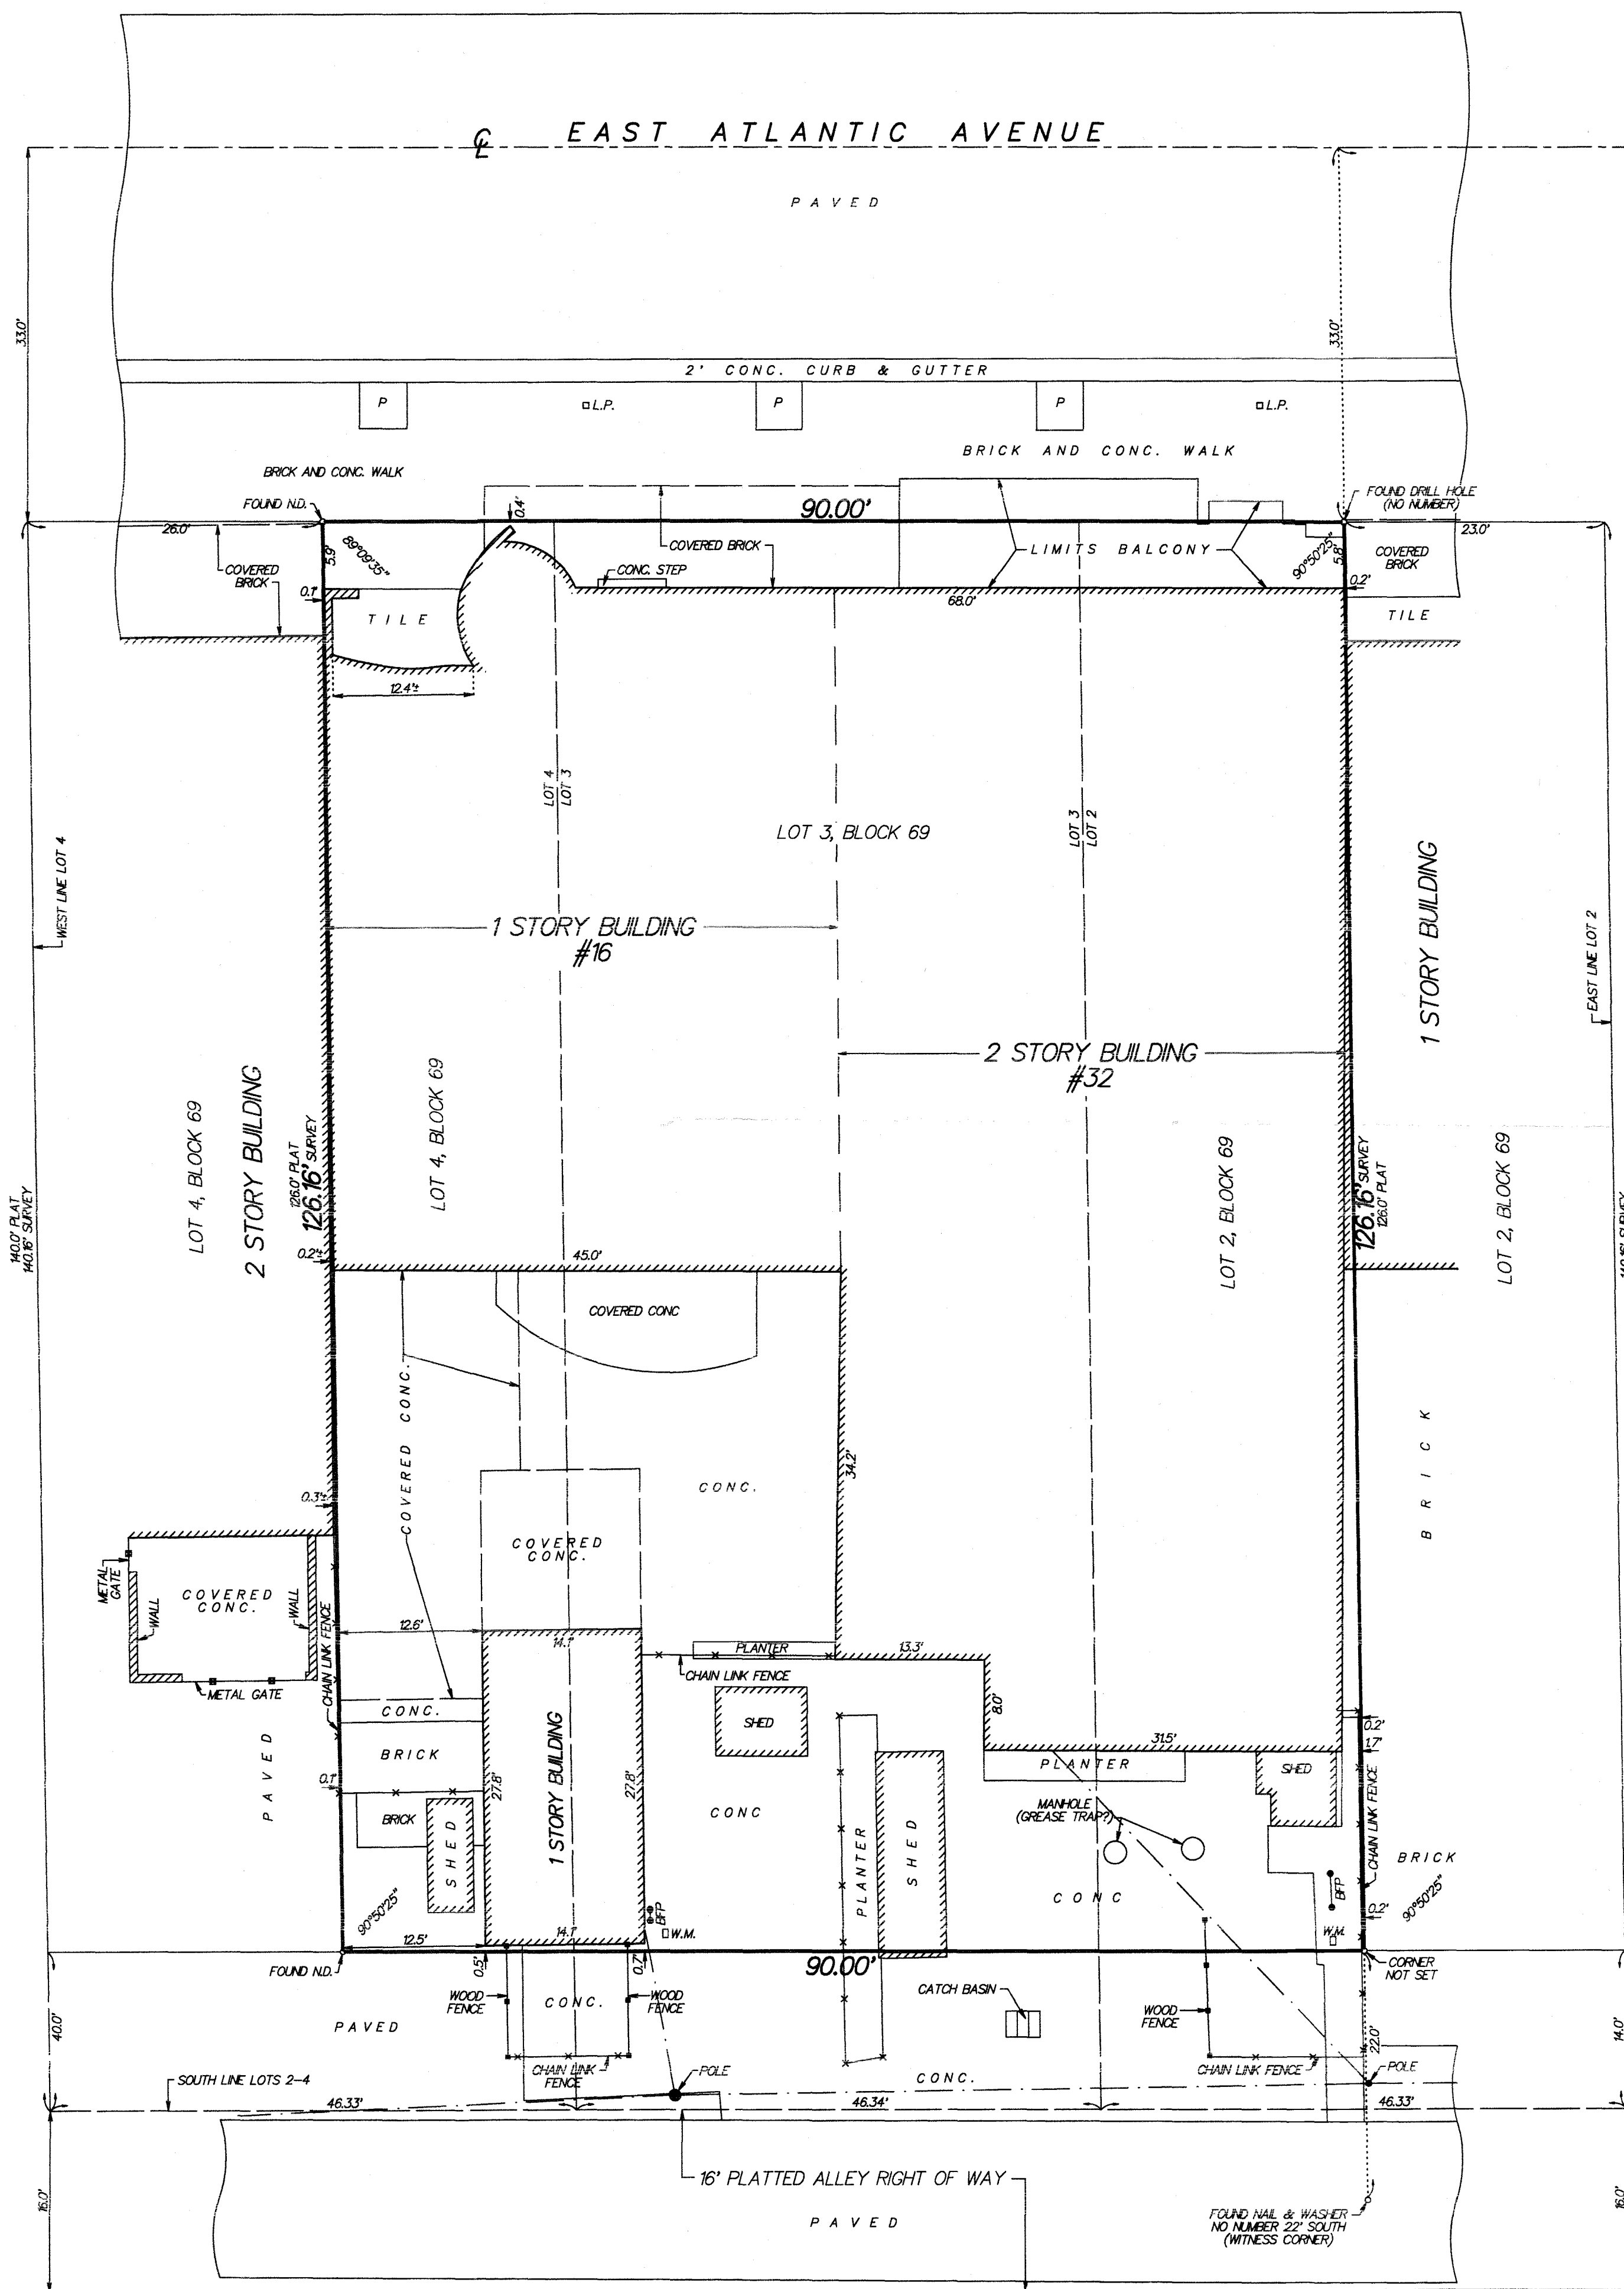 ℄ EAST ATLANTIC AVENUE
PAVED
33.0'
33.0'
2' CONC. CURB & GUTTER
P
□L.P.
P
P
□L.P.
BRICK AND CONC. WALK
BRICK AND CONC. WALK
FOUND N.D.
0.4'
90.00'
FOUND DRILL HOLE
(NO NUMBER)
26.0'
23.0'
5.9'
89°09'35"
COVERED BRICK
LIMITS BALCONY
90°50'25"
5.8'
COVERED
BRICK
COVERED
BRICK
CONC. STEP
0.1'
0.2'
68.0'
TILE
TILE
12.4'±
LOT 4
LOT 3
LOT 3
LOT 2
LOT 3, BLOCK 69
WEST LINE LOT 4
1 STORY BUILDING
#16
1 STORY BUILDING
EAST LINE LOT 2
2 STORY BUILDING
#32
LOT 4, BLOCK 69
2 STORY BUILDING
126.0' PLAT
126.16' SURVEY
LOT 4, BLOCK 69
LOT 2, BLOCK 69
126.16' SURVEY
126.0' PLAT
LOT 2, BLOCK 69
140.0' PLAT
140.16' SURVEY
140.16' SURVEY
0.2'±
45.0'
COVERED CONC
COVERED CONC.
34.2'
CONC.
BRICK
0.3'±
COVERED
CONC.
METAL
GATE
COVERED
CONC.
WALL
WALL
CHAIN LINK FENCE
12.6'
14.1'
PLANTER
13.3'
CHAIN LINK FENCE
METAL GATE
CONC.
SHED
8.0'
0.2'
1.7'
31.5'
PAVED
BRICK
PLANTER
SHED
0.1'
27.8'
1 STORY BUILDING
27.8'
MANHOLE
(GREASE TRAP?)
CHAIN LINK FENCE
BRICK
SHED
CONC
PLANTER
SHED
BRICK
CONC
90°50'25"
BFP
□W.M.
BFP
0.2'
90°50'25"
W.M.
12.5'
14.1'
FOUND N.D.
0.5'
0.7'
90.00'
CORNER
NOT SET
WOOD
FENCE
CONC.
WOOD
FENCE
CATCH BASIN
WOOD
FENCE
PAVED
40.0'
22.0'
14.0'
CHAIN LINK
FENCE
POLE
CONC.
CHAIN LINK FENCE
POLE
SOUTH LINE LOTS 2-4
46.33'
46.34'
46.33'
16' PLATTED ALLEY RIGHT OF WAY
16.0'
16.0'
PAVED
FOUND NAIL & WASHER
NO NUMBER 22' SOUTH
(WITNESS CORNER)